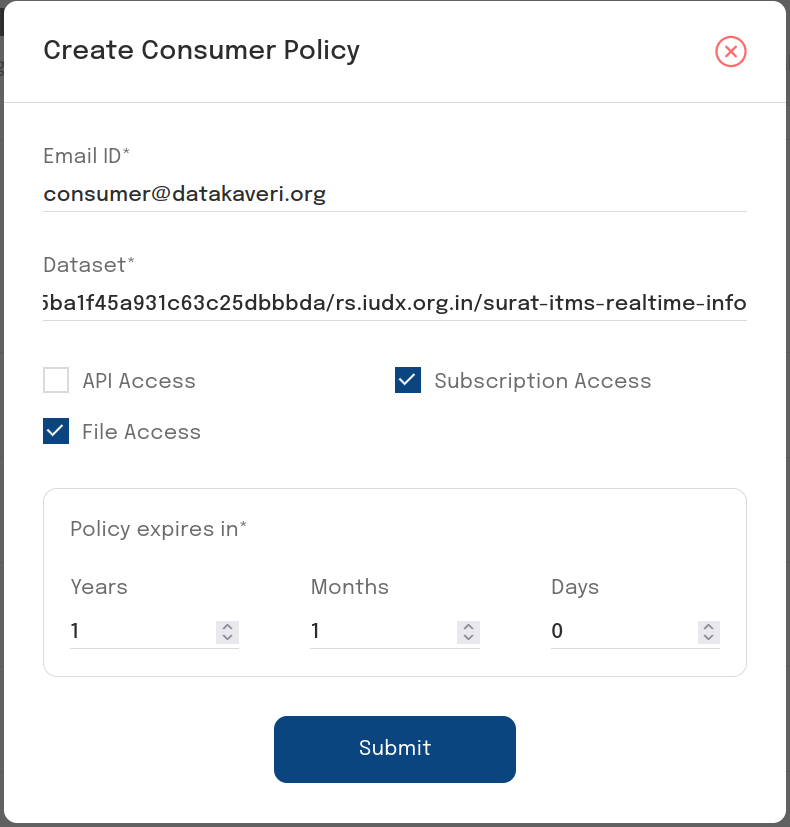 Create Consumer Policy
Email ID*
consumer@datakaveri.org
Dataset*
5ba1f45a931c63c25dbbbda/rs.iudx.org.in/surat-itms-realtime-info
API Access
Subscription Access
File Access
Policy expires in*
Years
Months
Days
1
1
0
Submit